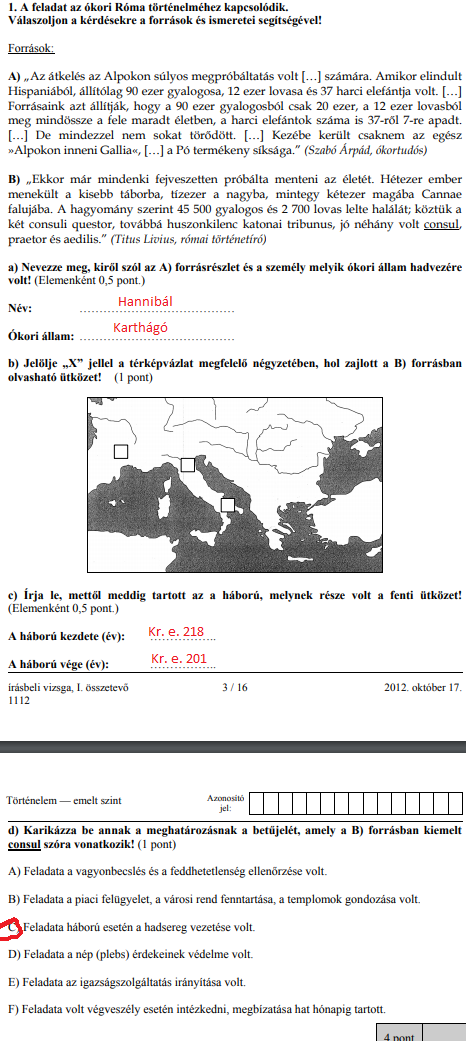 1. A feladat az ókori Róma történelméhez kapcsolódik.
Válaszoljon a kérdésekre a források és ismeretei segítségével!
Források:
A) „Az átkelés az Alpokon súlyos megpróbáltatás volt […] számára. Amikor elindult
Hispaniából, állítólag 90 ezer gyalogosa, 12 ezer lovasa és 37 harci elefántja volt. […]
Forrásaink azt állítják, hogy a 90 ezer gyalogosból csak 20 ezer, a 12 ezer lovasból
meg mindössze a fele maradt életben, a harci elefántok száma is 37-ről 7-re apadt.
[…] De mindezzel nem sokat törődött. […] Kezébe került csaknem az egész
»Alpokon inneni Gallia«, […] a Pó termékeny síksága.” (Szabó Árpád, ókortudós)
B) „Ekkor már mindenki fejveszetten próbálta menteni az életét. Hétezer ember
menekült a kisebb táborba, tízezer a nagyba, mintegy kétezer magába Cannae
falujába. A hagyomány szerint 45 500 gyalogos és 2 700 lovas lelte halálát; köztük a
két consuli questor, továbbá huszonkilenc katonai tribunus, jó néhány volt consul,
praetor és aedilis.” (Titus Livius, római történetíró)
a) Nevezze meg, kiről szól az A) forrásrészlet és a személy melyik ókori állam hadvezére
volt! (Elemenként 0,5 pont.)
Név: Hannibál
Ókori állam: Karthágó
b) Jelölje „X” jellel a térképvázlat megfelelő négyzetében, hol zajlott a B) forrásban
olvasható ütközet! (1 pont)
c) Írja le, mettől meddig tartott az a háború, melynek része volt a fenti ütközet!
(Elemenként 0,5 pont.)
A háború kezdete (év): Kr. e. 218
A háború vége (év): Kr. e. 201
írásbeli vizsga, I. összetevő 3 / 16 2012. október 17.
1112
Történelem — emelt szint Azonosító
jel:
d) Karikázza be annak a meghatározásnak a betűjelét, amely a B) forrásban kiemelt
consul szóra vonatkozik! (1 pont)
A) Feladata a vagyonbecslés és a feddhetetlenség ellenőrzése volt.
B) Feladata a piaci felügyelet, a városi rend fenntartása, a templomok gondozása volt.
C) Feladata háború esetén a hadsereg vezetése volt.
D) Feladata a nép (plebs) érdekeinek védelme volt.
E) Feladata az igazságszolgáltatás irányítása volt.
F) Feladata volt végveszély esetén intézkedni, megbízatása hat hónapig tartott.
4 pont